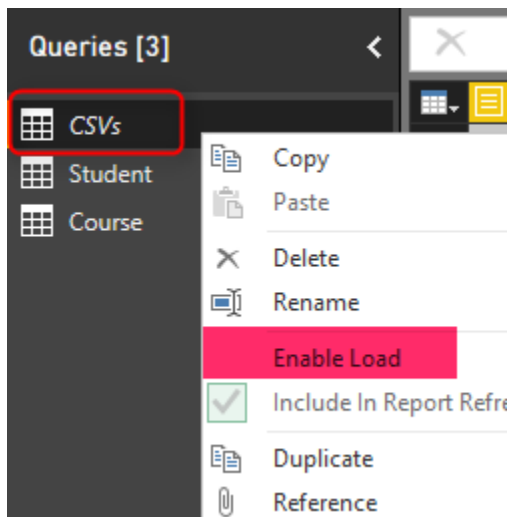 Queries [3]
CSVs
Student
Course
Copy
Paste
Delete
Rename
Enable Load
Include In Report Refre
Duplicate
Reference